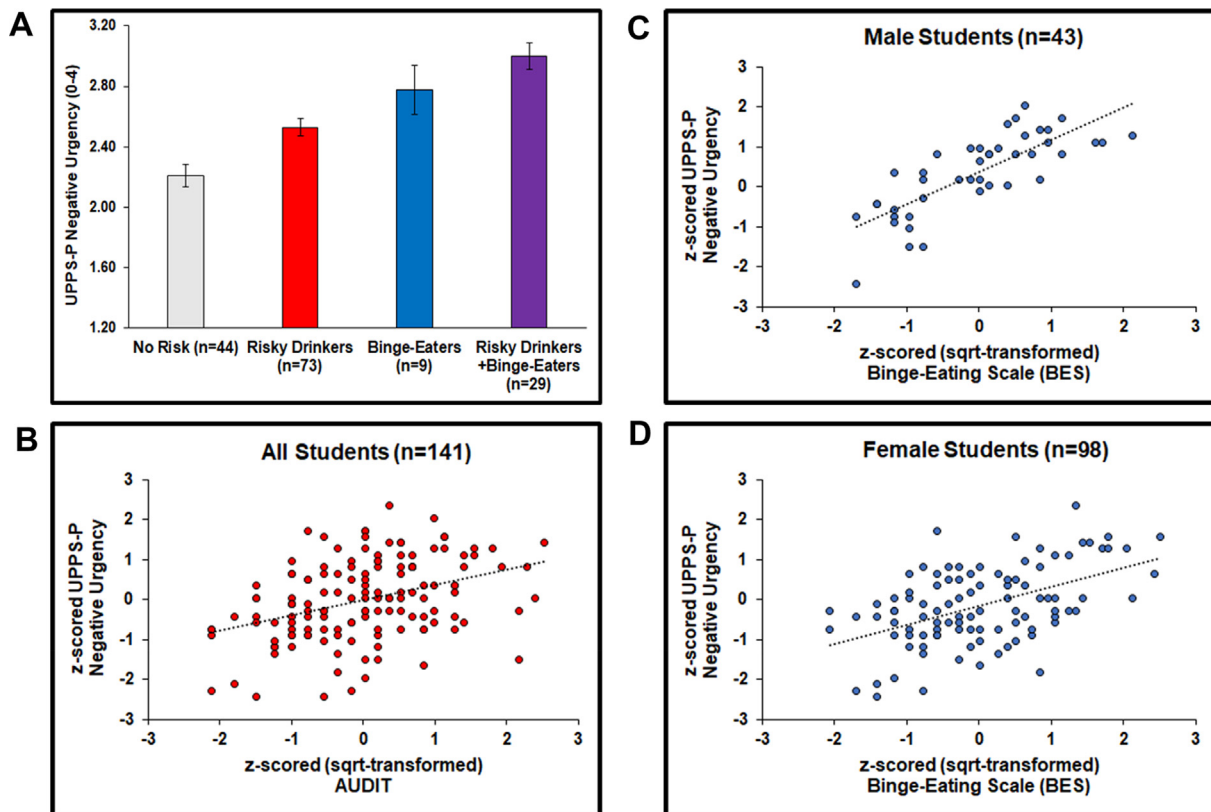 A
UPPS-P Negative Urgency (0-4)
3.20
2.80
2.40
2.00
1.60
1.20
No Risk (n=44)
Risky Drinkers
(n=73)
Binge-Eaters
(n=9)
Risky Drinkers
+Binge-Eaters
(n=29)
B
All Students (n=141)
z-scored UPPS-P
Negative Urgency
3
2
1
0
-1
-2
-3
-3 -2 -1 0 1 2 3
z-scored (sqrt-transformed)
AUDIT
C
Male Students (n=43)
z-scored UPPS-P
Negative Urgency
3
2
1
0
-1
-2
-3
-3 -2 -1 0 1 2 3
z-scored (sqrt-transformed)
Binge-Eating Scale (BES)
D
Female Students (n=98)
z-scored UPPS-P
Negative Urgency
3
2
1
0
-1
-2
-3
-3 -2 -1 0 1 2 3
z-scored (sqrt-transformed)
Binge-Eating Scale (BES)